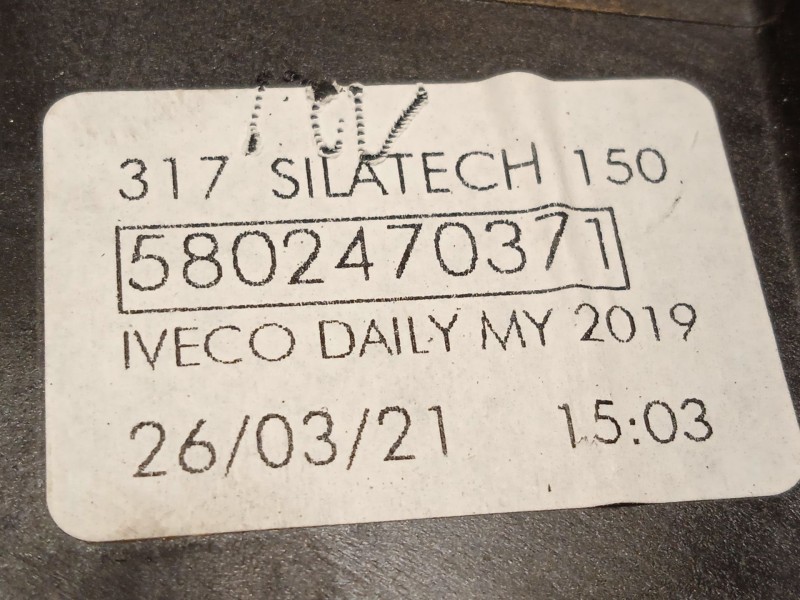 317 SILATECH 150
5802470371
IVECO DAILY MY 2019
26/03/21 15:03